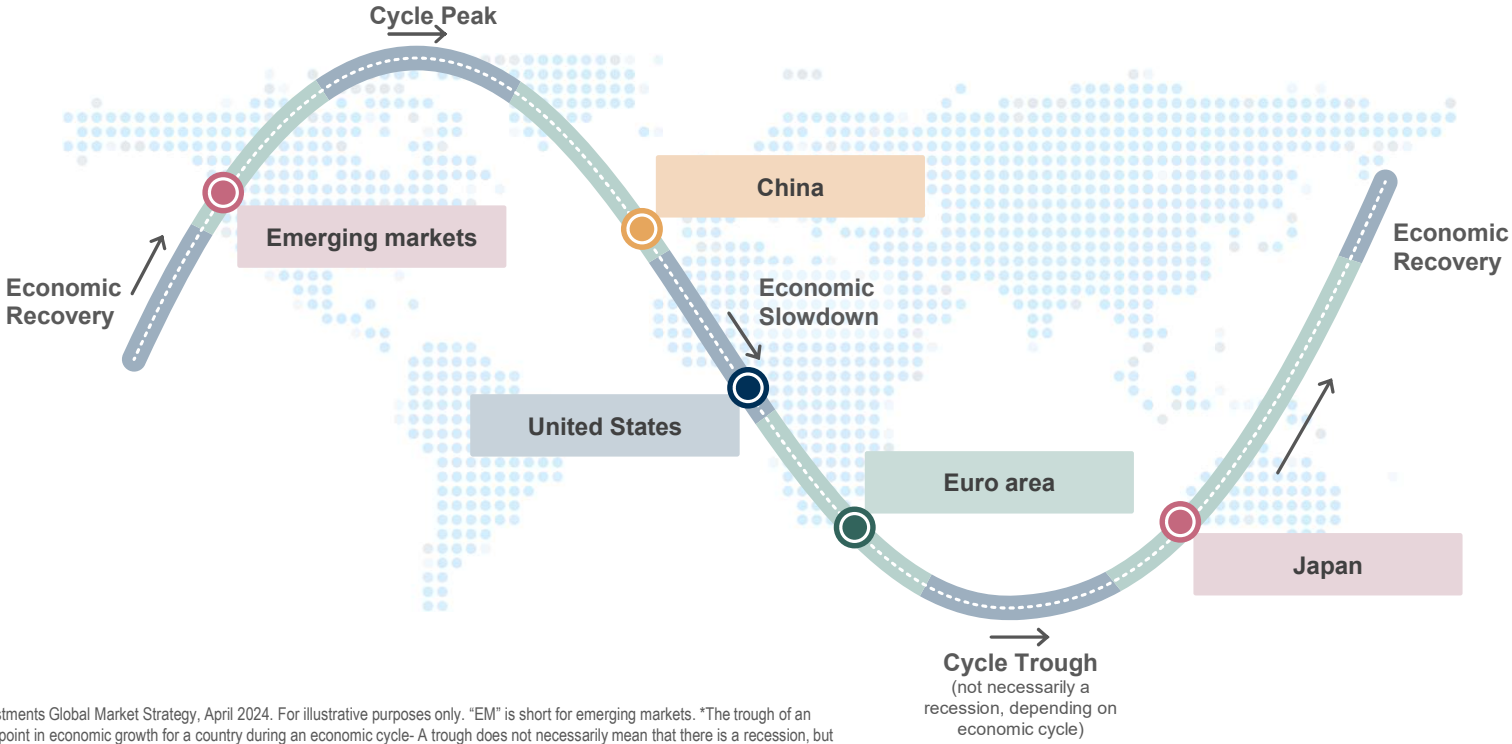 Cycle Peak
China
Emerging markets
Economic
Recovery
Economic
Recovery
Economic
Slowdown
United States
Euro area
Japan
Cycle Trough
(not necessarily a
recession, depending on
economic cycle)
Global Market Strategy, April 2024. For illustrative purposes only. “EM” is short for emerging markets. *The trough of an
point in economic growth for a country during an economic cycle- A trough does not necessarily mean that there is a recession, but